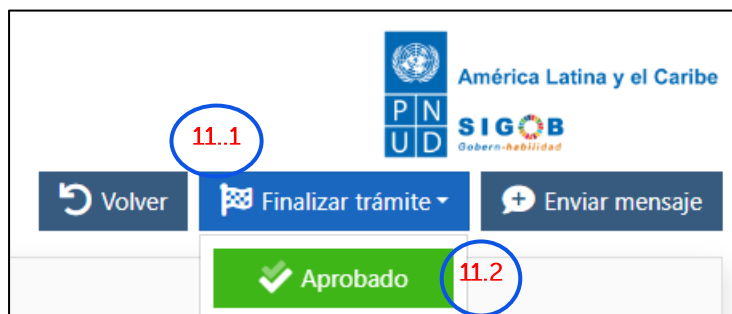 América Latina y el Caribe
P N
U D
SIGOB
Gobern-habilidad
11..1
Volver
Finalizar trámite
Enviar mensaje
Aprobado
11.2